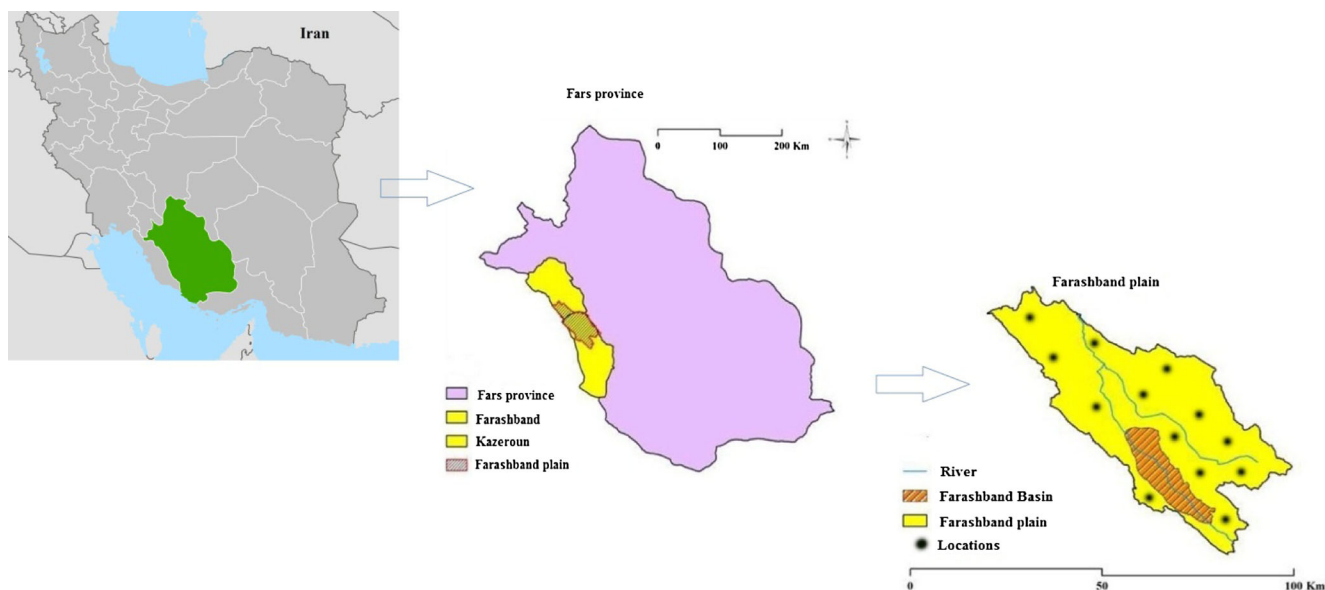 Iran
Fars province
0 100 200 Km
Fars province
Farashband
Kazeroun
Farashband plain
Farashband plain
River
Farashband Basin
Farashband plain
Locations
0 50 100 Km